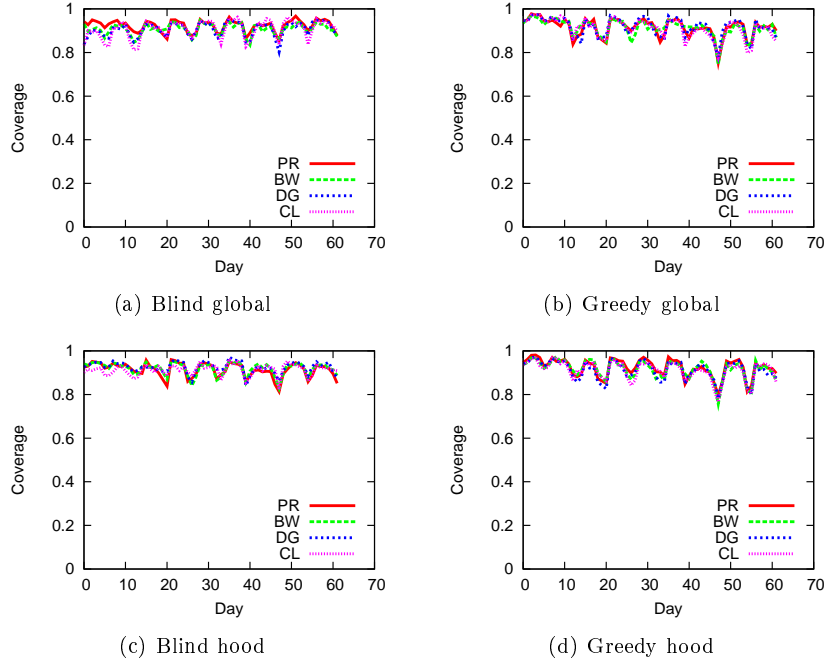 1
0.8
0.6
0.4
0.2
0
Coverage
0 10 20 30 40 50 60 70
Day
PR
BW
DG
CL
(a) Blind global
1
0.8
0.6
0.4
0.2
0
Coverage
0 10 20 30 40 50 60 70
Day
PR
BW
DG
CL
(b) Greedy global
1
0.8
0.6
0.4
0.2
0
Coverage
0 10 20 30 40 50 60 70
Day
PR
BW
DG
CL
(c) Blind hood
1
0.8
0.6
0.4
0.2
0
Coverage
0 10 20 30 40 50 60 70
Day
PR
BW
DG
CL
(d) Greedy hood